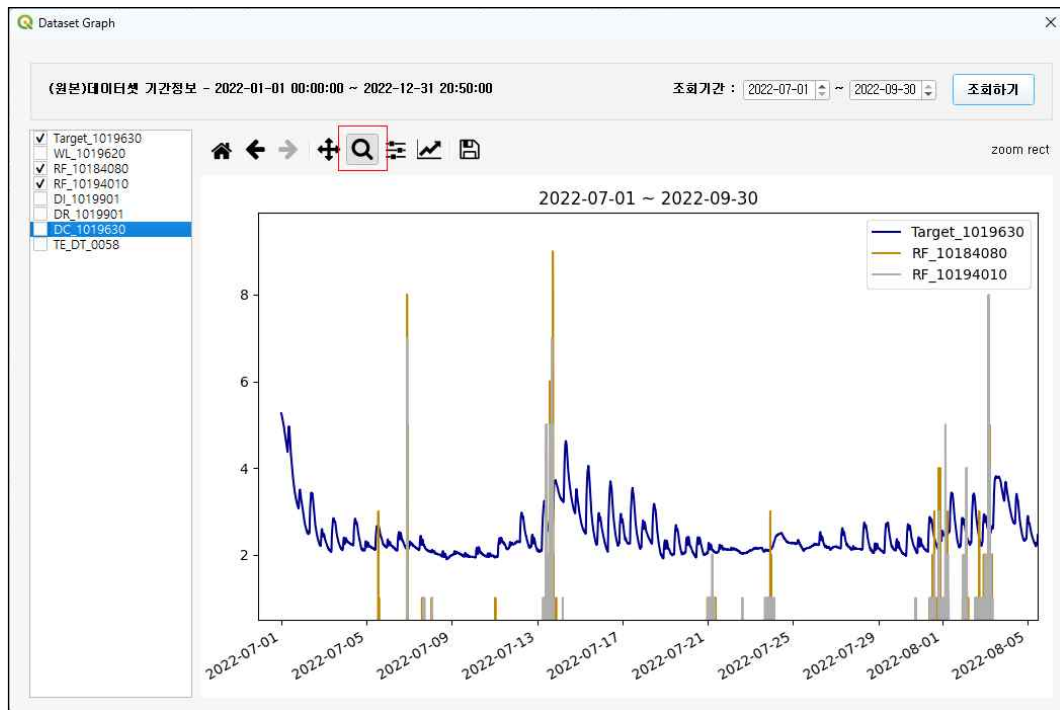 Dataset Graph
(원본)데이터셋 기간정보 - 2022-01-01 00:00:00 ~ 2022-12-31 20:50:00
조회기간 : 2022-07-01 ~ 2022-09-30 조회하기
Target_1019630
WL_1019620
RF_10184080
RF_10194010
DI_1019901
DR_1019901
DC_1019630
TE_DT_0058
zoom rect
2022-07-01 ~ 2022-09-30
Target_1019630
RF_10184080
RF_10194010
8
6
4
2
2022-07-01
2022-07-05
2022-07-09
2022-07-13
2022-07-17
2022-07-21
2022-07-25
2022-07-29
2022-08-01
2022-08-05